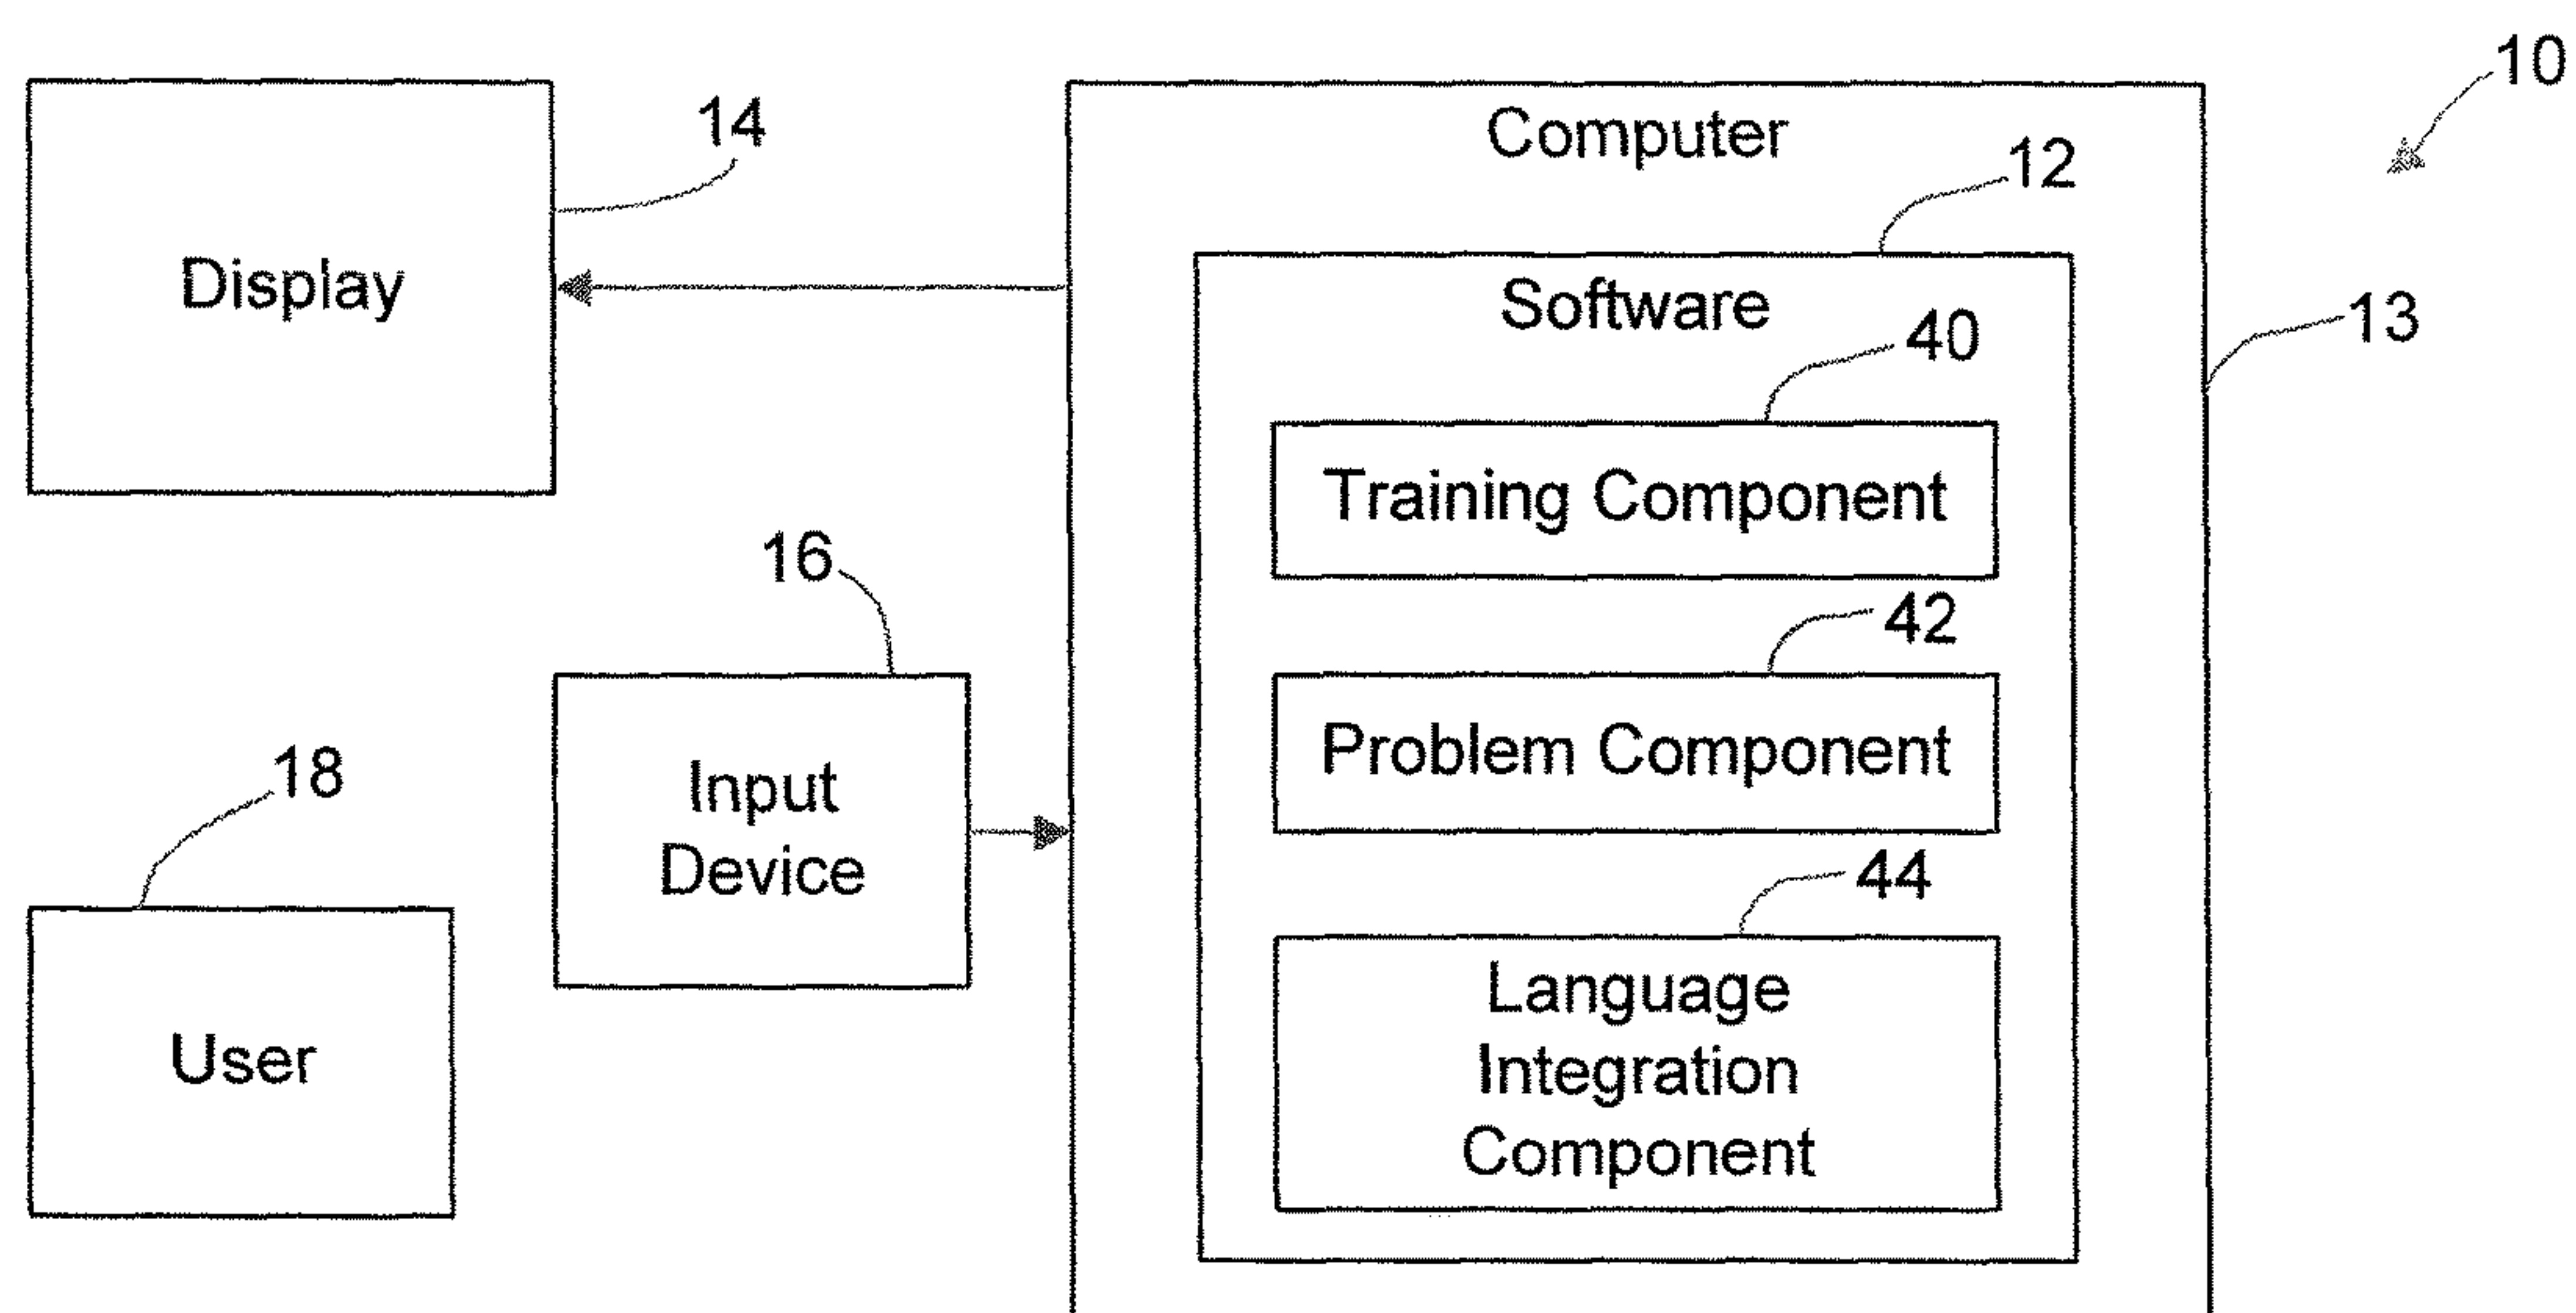 10
14
Computer
12
Display
Software
13
40
Training Component
16
42
Problem Component
18
Input
Device
44
Language
Integration
Component
User